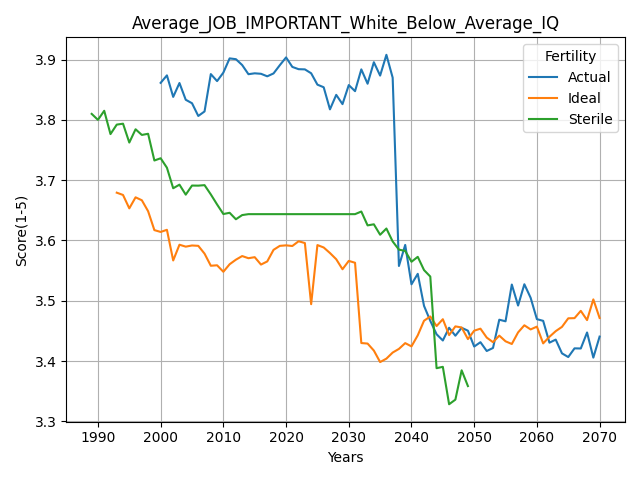 Average_JOB_IMPORTANT_White_Below_Average_IQ
Fertility
Actual
Ideal
Sterile
Score(1-5)
3.9
3.8
3.7
3.6
3.5
3.4
3.3
1990 2000 2010 2020 2030 2040 2050 2060 2070
Years